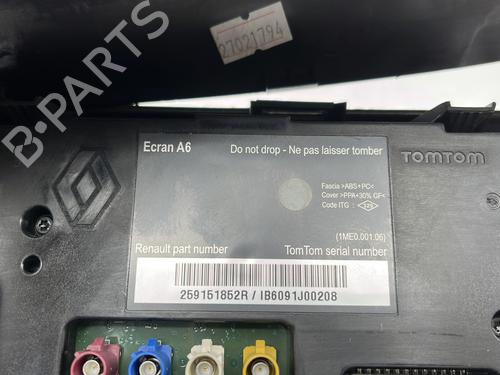 27021794
Ecran A6
Do not drop - Ne pas laisser tomber
TOMTOM
Fascia >ABS+PC<
Cover >PPA+30% GF<
Code ITG :
(1ME0.001.06)
Renault part number
TomTom serial number
259151852R / IB6091J00208